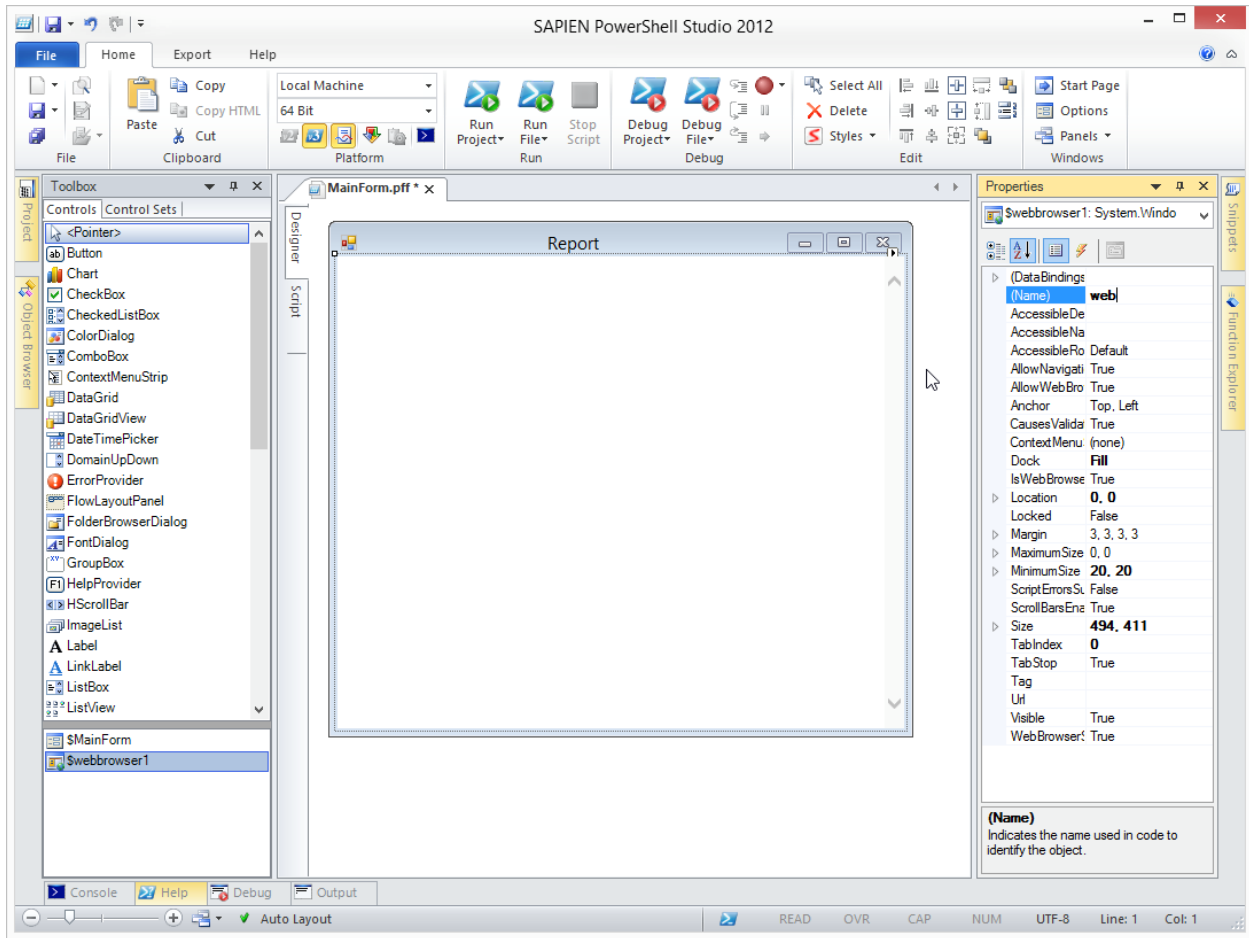 SAPIEN PowerShell Studio 2012
File Home Export Help
Copy
Copy HTML
Cut
Paste
Local Machine
64 Bit
Run Project
Run File
Stop Script
Debug Project
Debug File
Select All
Delete
Styles
Start Page
Options
Panels
File Clipboard Platform Run Debug Edit Windows
Project
Object Browser
Toolbox
Controls Control Sets
<Pointer>
Button
Chart
CheckBox
CheckedListBox
ColorDialog
ComboBox
ContextMenuStrip
DataGrid
DataGridView
DateTimePicker
DomainUpDown
ErrorProvider
FlowLayoutPanel
FolderBrowserDialog
FontDialog
GroupBox
HelpProvider
HScrollBar
ImageList
Label
LinkLabel
ListBox
ListView
$MainForm
$webbrowser1
MainForm.pff *
Designer
Script
Report
Properties
$webbrowser1: System.Windo
(DataBindings
(Name) web
AccessibleDe
AccessibleNa
AccessibleRo Default
AllowNavigati True
AllowWebBro True
Anchor Top, Left
CausesValida True
ContextMenu (none)
Dock Fill
IsWebBrowse True
Location 0, 0
Locked False
Margin 3, 3, 3, 3
MaximumSize 0, 0
MinimumSize 20, 20
ScriptErrorsSu False
ScrollBarsEna True
Size 494, 411
TabIndex 0
TabStop True
Tag
Url
Visible True
WebBrowserS True
(Name)
Indicates the name used in code to
identify the object.
Snippets
Function Explorer
Console Help Debug Output
Auto Layout READ OVR CAP NUM UTF-8 Line: 1 Col: 1